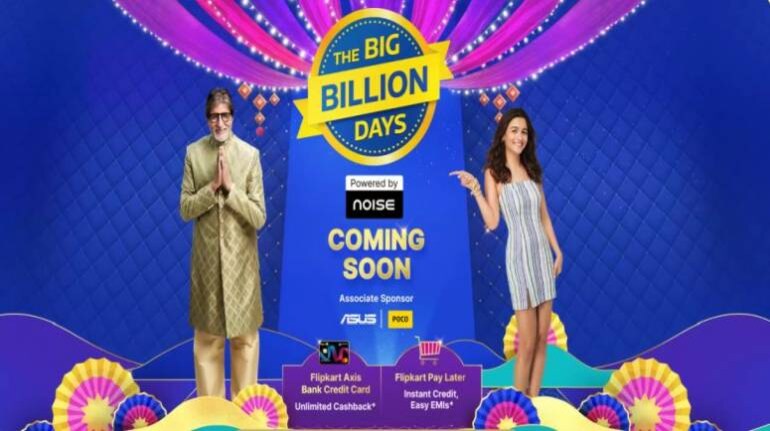 THE BIG
BILLION
DAYS
Powered by
NOISE
COMING
SOON
Associate Sponsor
ASUS
POCO
Flipkart Axis
Bank Credit Card
Unlimited Cashback*
Flipkart Pay Later
Instant Credit,
Easy EMIs*